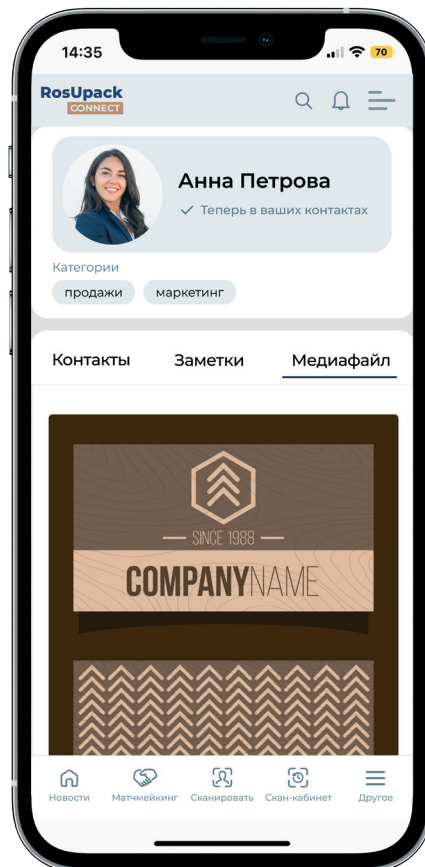 14:35
70
RosUpack
CONNECT
Анна Петрова
Теперь в ваших контактах
Категории
продажи маркетинг
Контакты Заметки Медиафайл
SINCE 1988
COMPANYNAME
Новости Матчмейкинг Сканировать Скан-кабинет Другое